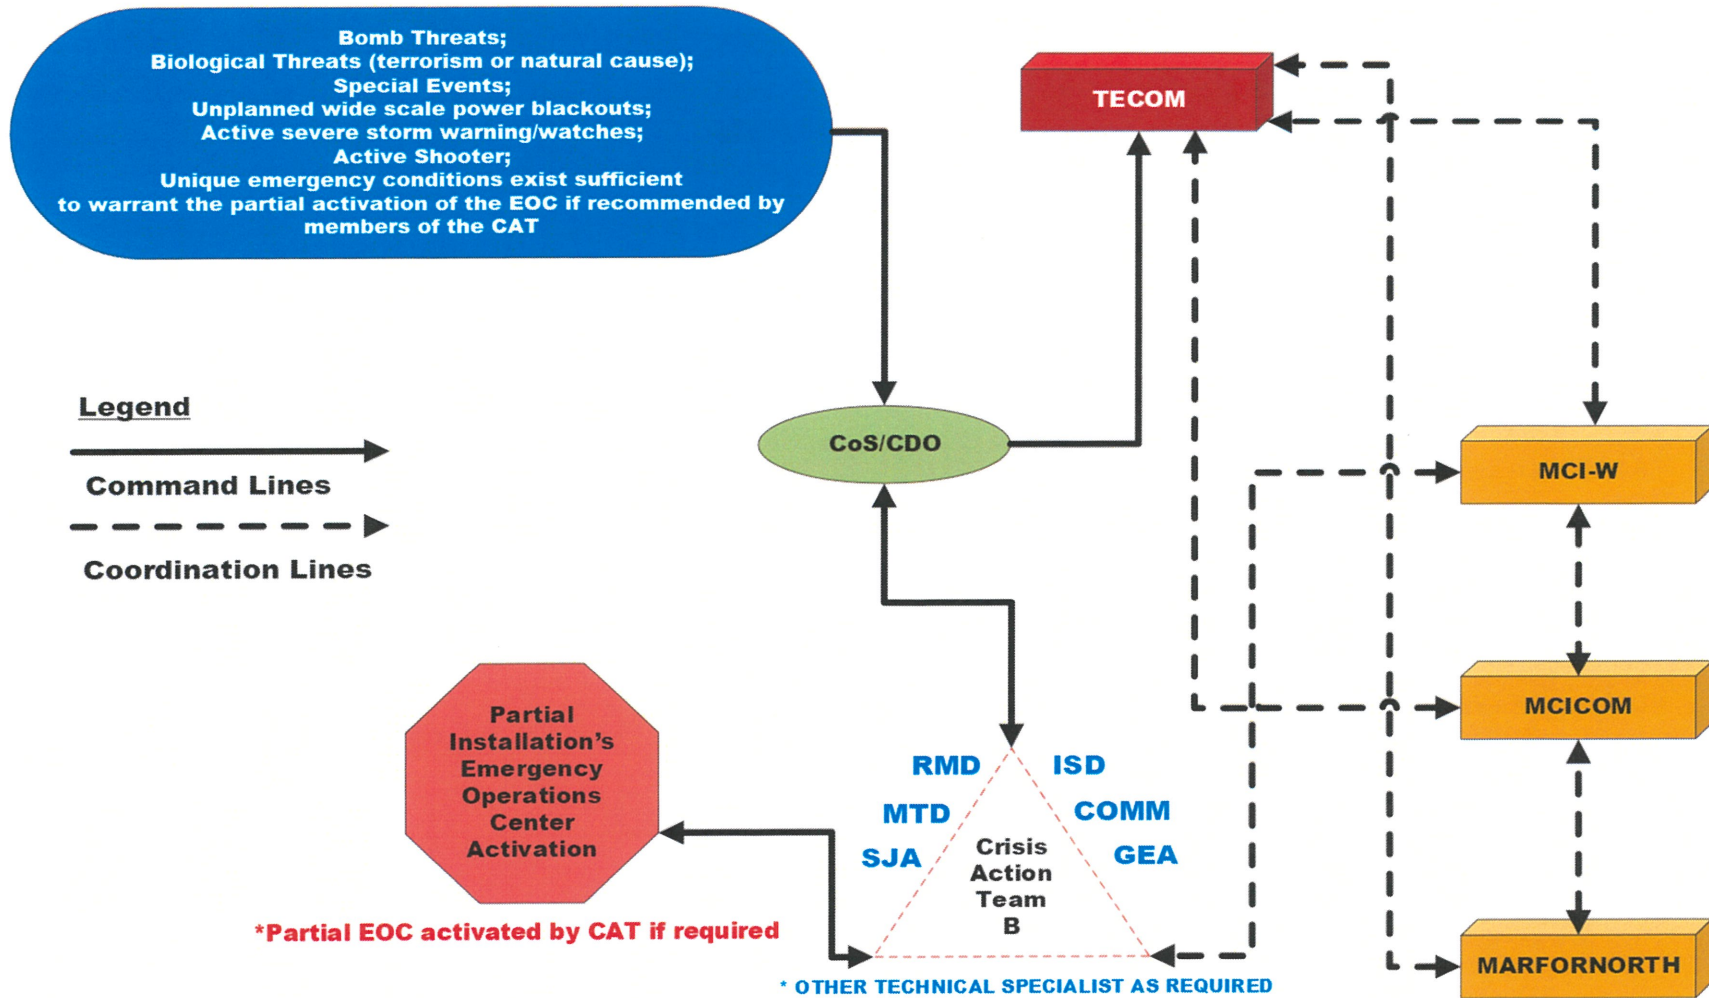 Bomb Threats;
Biological Threats (terrorism or natural cause);
Special Events;
Unplanned wide scale power blackouts;
Active severe storm warning/watches;
Active Shooter;
Unique emergency conditions exist sufficient
to warrant the partial activation of the EOC if recommended by
members of the CAT
TECOM
Legend
Command Lines
Coordination Lines
CoS/CDO
MCI-W
MCICOM
MARFORNORTH
Partial
Installation's
Emergency
Operations
Center
Activation
*Partial EOC activated by CAT if required
RMD
MTD
SJA
ISD
COMM
GEA
Crisis
Action
Team
B
* OTHER TECHNICAL SPECIALIST AS REQUIRED